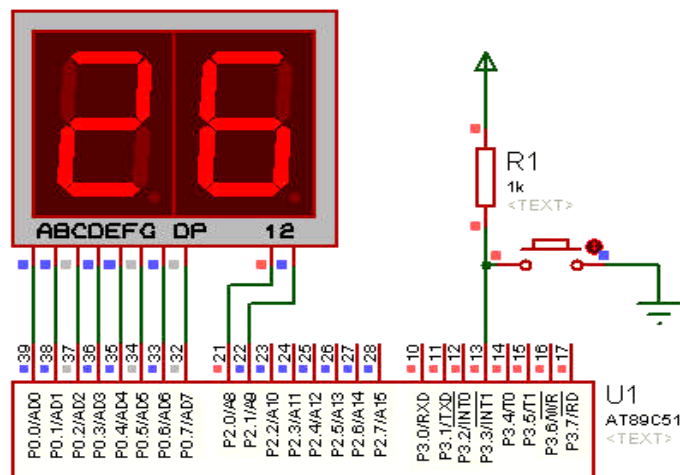 26
ABCDEFG DP 12
R1
1k
<TEXT>
39 38 37 36 35 34 33 32 21 22 23 24 25 26 27 28 10 11 12 13 14 15 16 17
P0.0/AD0
P0.1/AD1
P0.2/AD2
P0.3/AD3
P0.4/AD4
P0.5/AD5
P0.6/AD6
P0.7/AD7
P2.0/A8
P2.1/A9
P2.2/A10
P2.3/A11
P2.4/A12
P2.5/A13
P2.6/A14
P2.7/A15
P3.0/RXD
P3.1/TXD
P3.2/INT0
P3.3/INT1
P3.4/T0
P3.5/T1
P3.6/WR
P3.7/RD
U1
AT89C51
<TEXT>